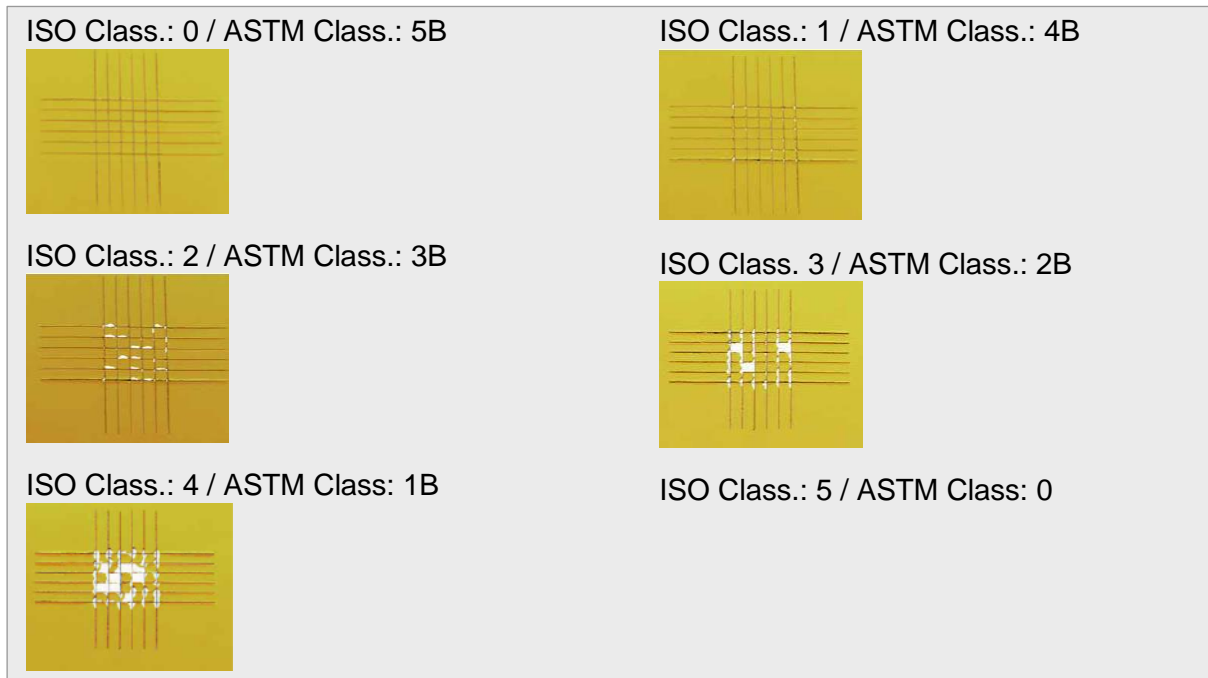 ISO Class.: 0 / ASTM Class.: 5B
ISO Class.: 1 / ASTM Class.: 4B
ISO Class.: 2 / ASTM Class.: 3B
ISO Class. 3 / ASTM Class.: 2B
ISO Class.: 4 / ASTM Class: 1B
ISO Class.: 5 / ASTM Class: 0